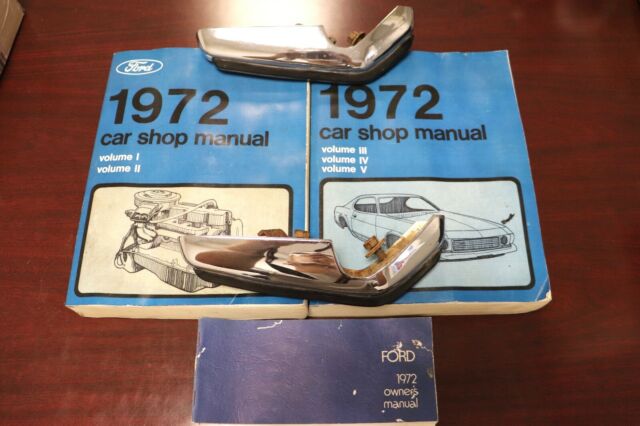 Ford
1972
car shop manual
volume I
volume II
1972
car shop manual
volume III
volume IV
volume V
FORD
1972
owners
manual